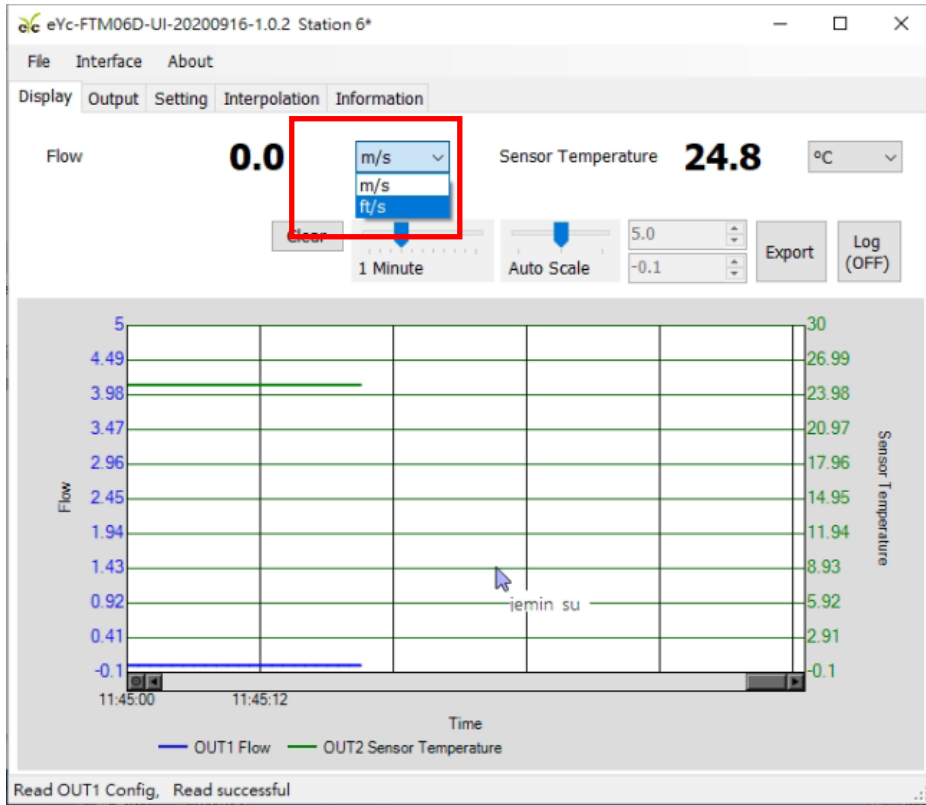 eyc eYc-FTM06D-UI-20200916-1.0.2 Station 6*
File Interface About
Display Output Setting Interpolation Information
Flow 0.0 m/s Sensor Temperature 24.8 °C
m/s
ft/s
Clear 1 Minute Auto Scale 5.0 -0.1 Export Log (OFF)
5 30
4.49 26.99
3.98 23.98
3.47 20.97
2.96 17.96
2.45 14.95
1.94 11.94
1.43 8.93
0.92 5.92
0.41 2.91
-0.1 -0.1
Flow
Sensor Temperature
jemin su
11:45:00 11:45:12
Time
OUT1 Flow OUT2 Sensor Temperature
Read OUT1 Config, Read successful